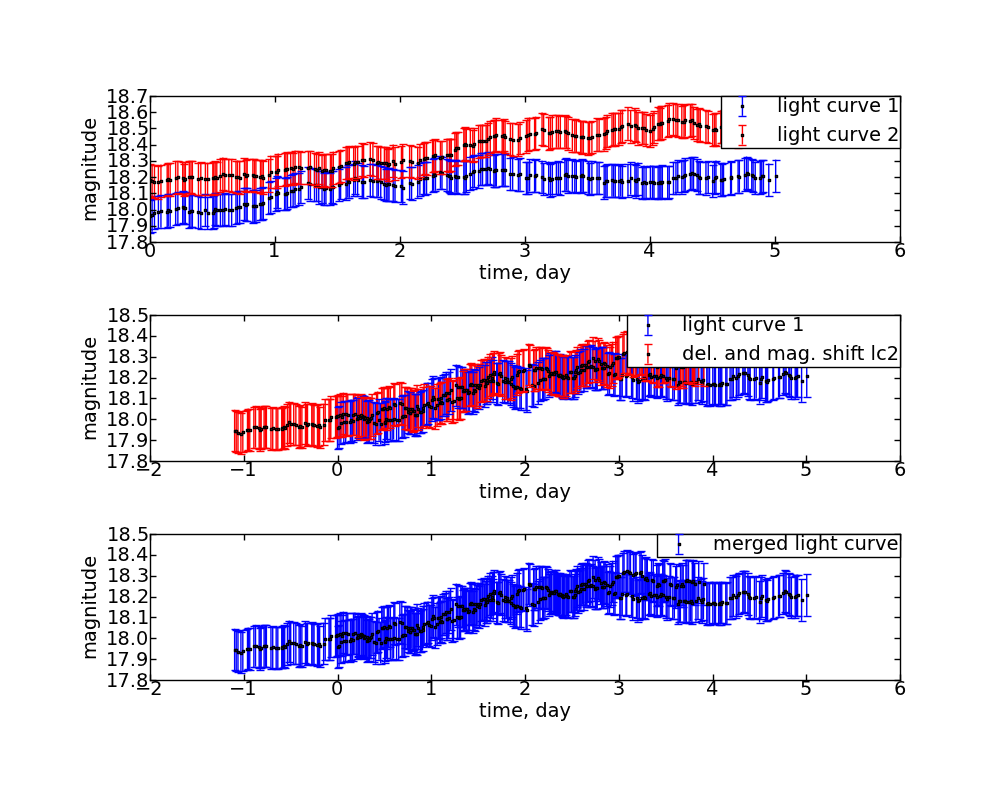 18.7
18.6
18.5
18.4
18.3
18.2
18.1
18.0
17.9
17.8
magnitude
light curve 1
light curve 2
0 1 2 3 4 5 6
time, day
18.5
18.4
18.3
18.2
18.1
18.0
17.9
17.8
magnitude
light curve 1
del. and mag. shift lc2
−2 −1 0 1 2 3 4 5 6
time, day
18.5
18.4
18.3
18.2
18.1
18.0
17.9
17.8
magnitude
merged light curve
−2 −1 0 1 2 3 4 5 6
time, day